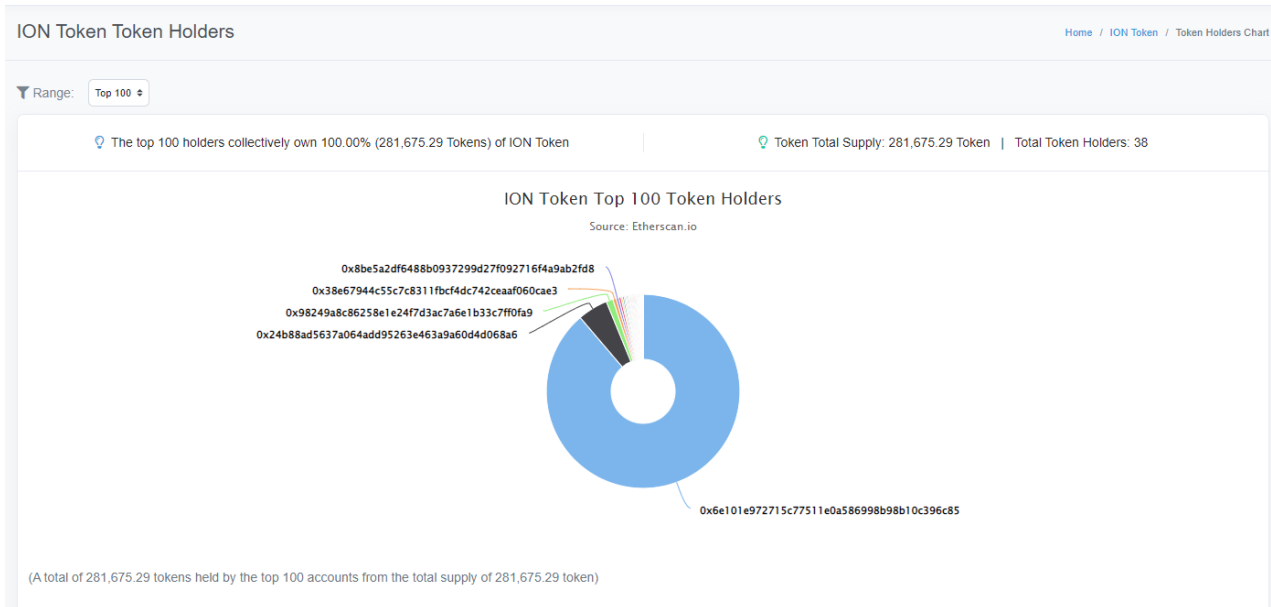 ION Token Token Holders
Home / ION Token / Token Holders Chart
Range: Top 100
The top 100 holders collectively own 100.00% (281,675.29 Tokens) of ION Token
Token Total Supply: 281,675.29 Token | Total Token Holders: 38
ION Token Top 100 Token Holders
Source: Etherscan.io
0x8be5a2df6488b0937299d27f092716f4a9ab2fd8
0x38e67944c55c7c8311fbcf4dc742ceaaf060cae3
0x98249a8c86258e1e24f7d3ac7a6e1b33c7ff0fa9
0x24b88ad5637a064add95263e463a9a60d4d068a6
0x6e101e972715c77511e0a586998b98b10c396c85
(A total of 281,675.29 tokens held by the top 100 accounts from the total supply of 281,675.29 token)